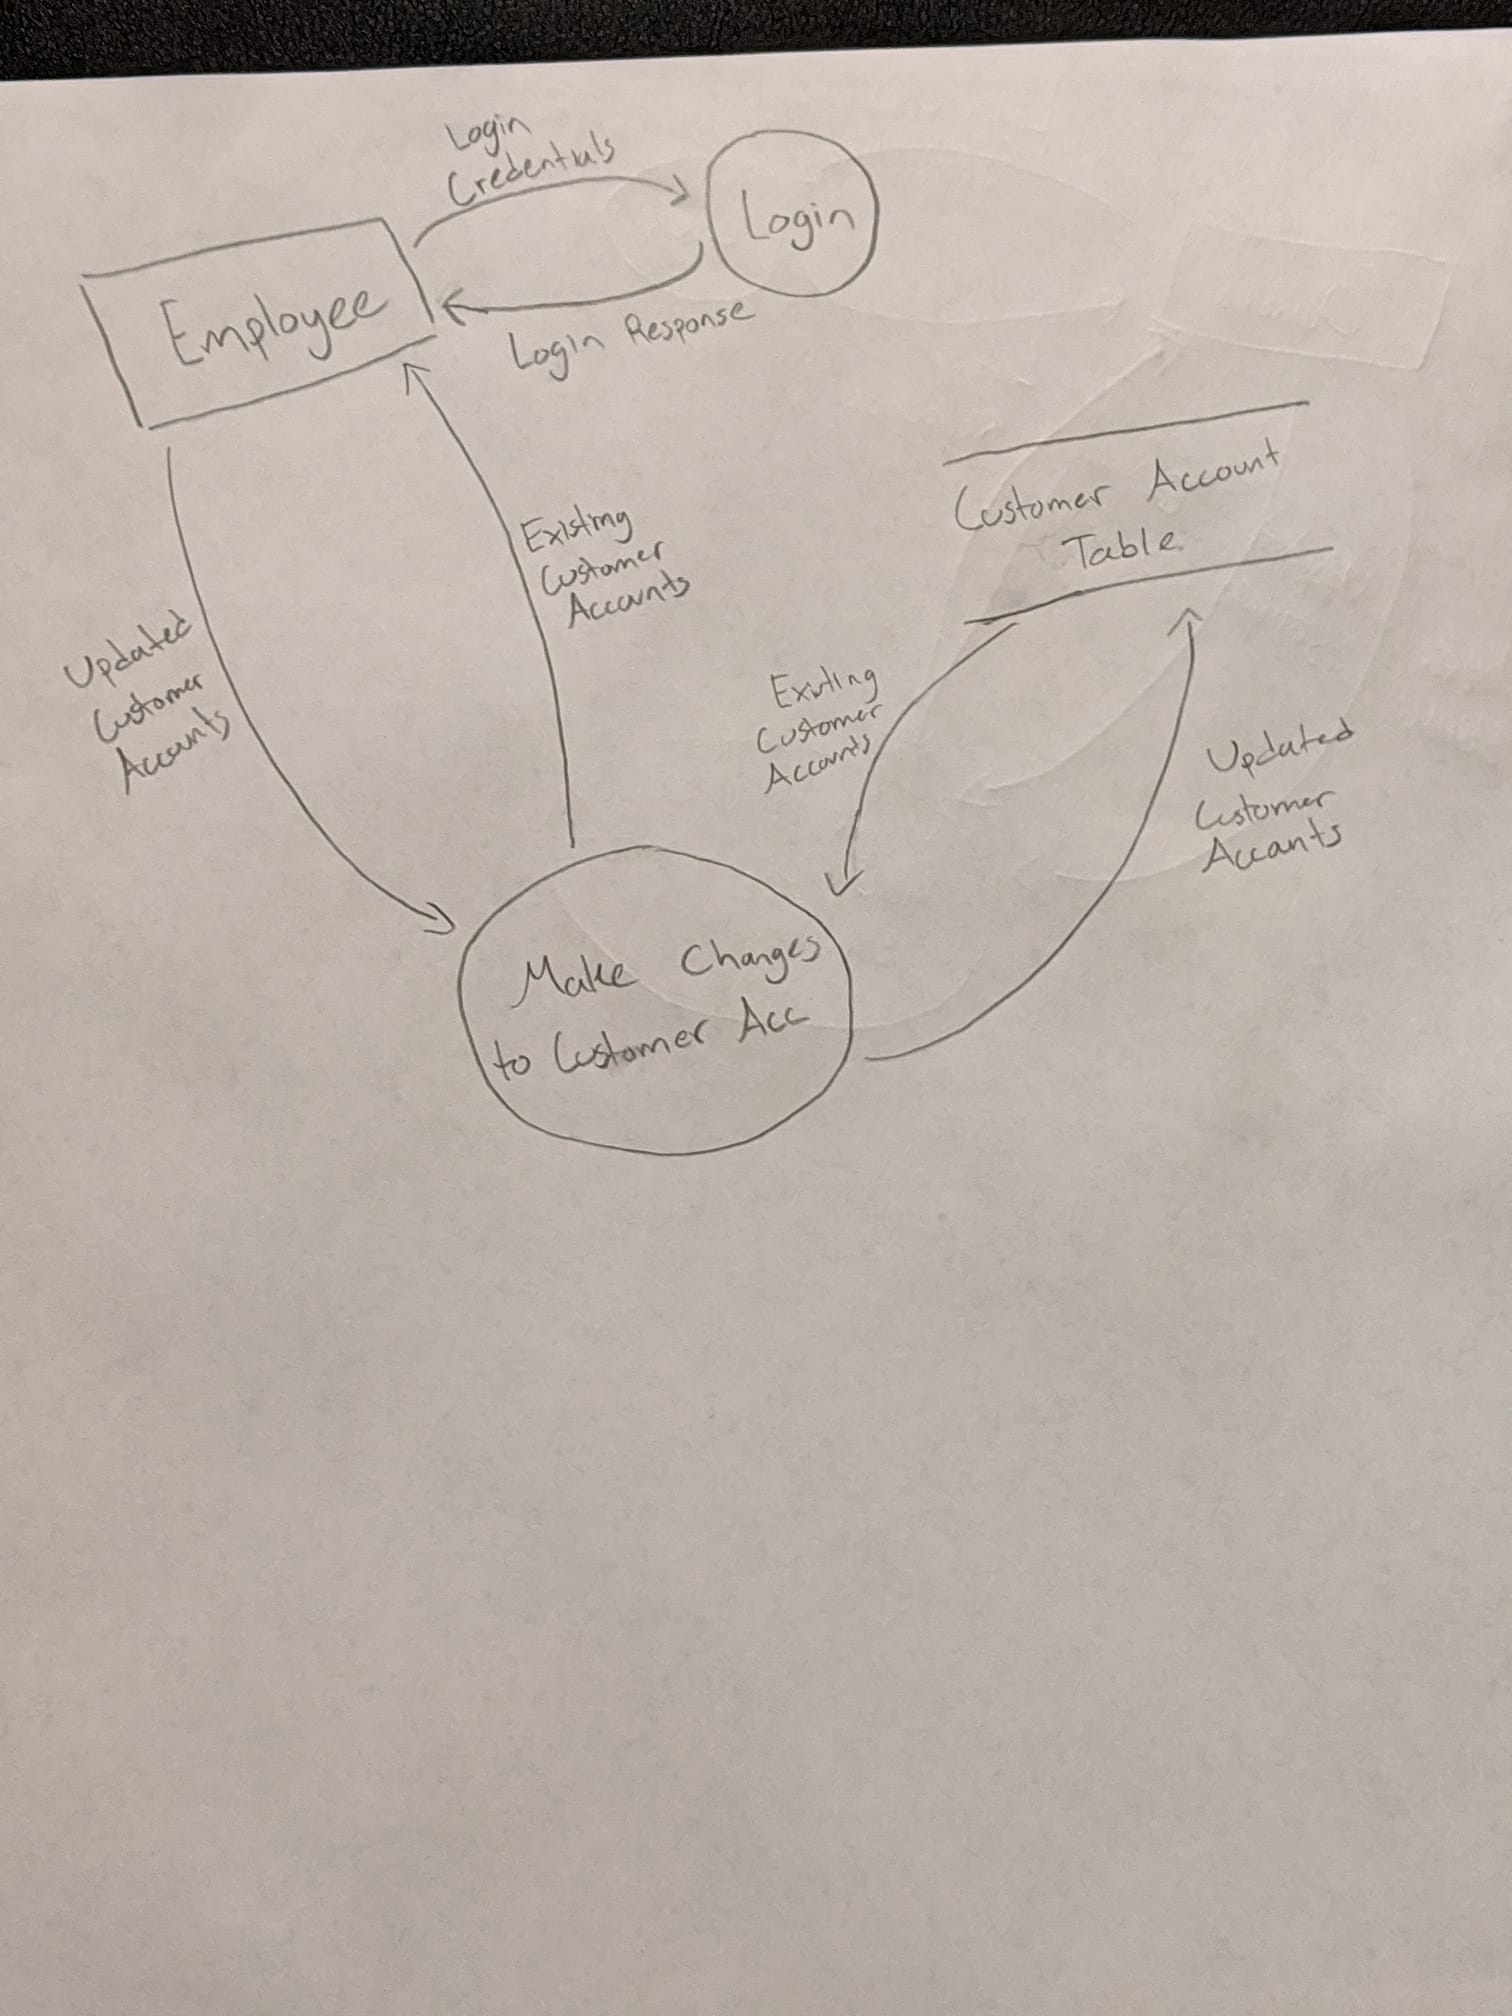 Login
Credentials
Login
Employee
Login Response
Customer Account
Table
Existing
Customer
Accounts
Updated
Customer
Accounts
Existing
Customer
Accounts
Updated
Customer
Accounts
Make Changes
to Customer Acc